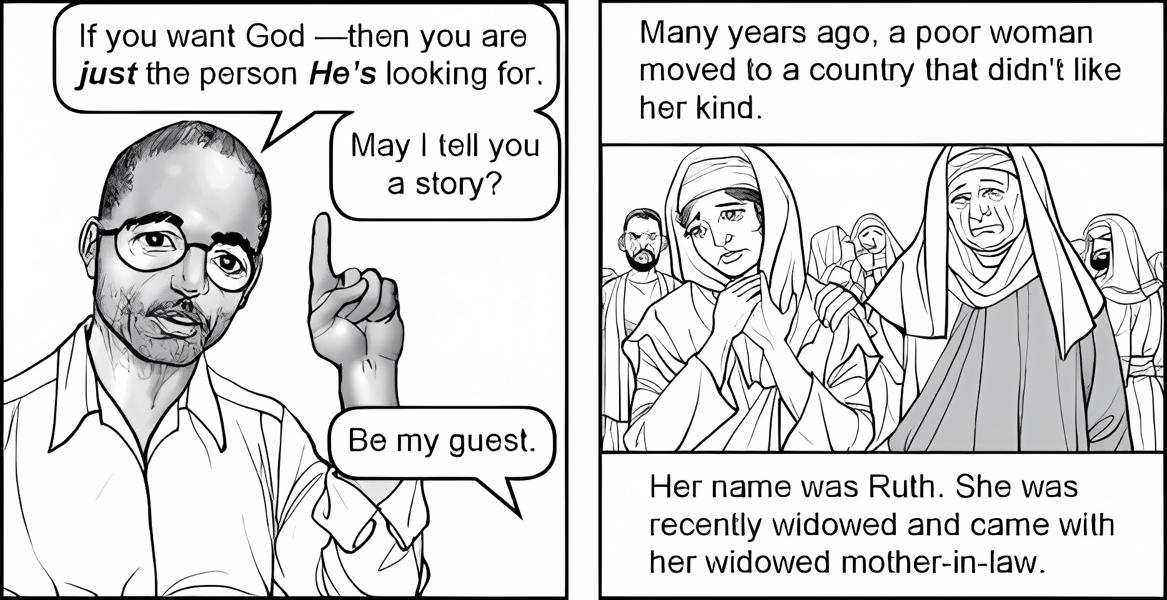 If you want God —then you are
just the person He's looking for.
May I tell you
a story?
Be my guest.
Many years ago, a poor woman
moved to a country that didn't like
her kind.
Her name was Ruth. She was
recently widowed and came with
her widowed mother-in-law.